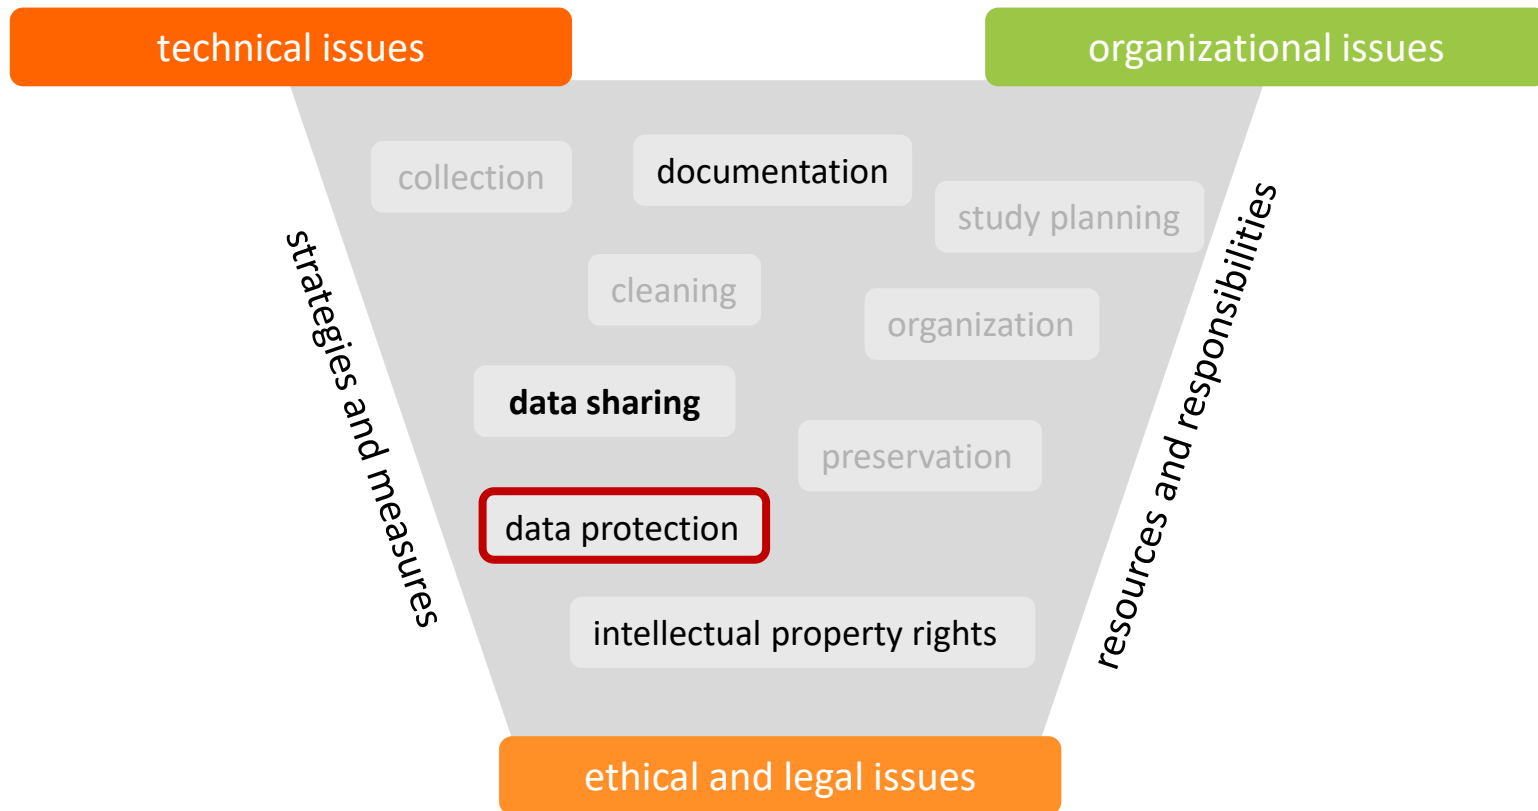 technical issues
organizational issues
collection
documentation
study planning
cleaning
organization
data sharing
preservation
data protection
intellectual property rights
strategies and measures
resources and responsibilities
ethical and legal issues